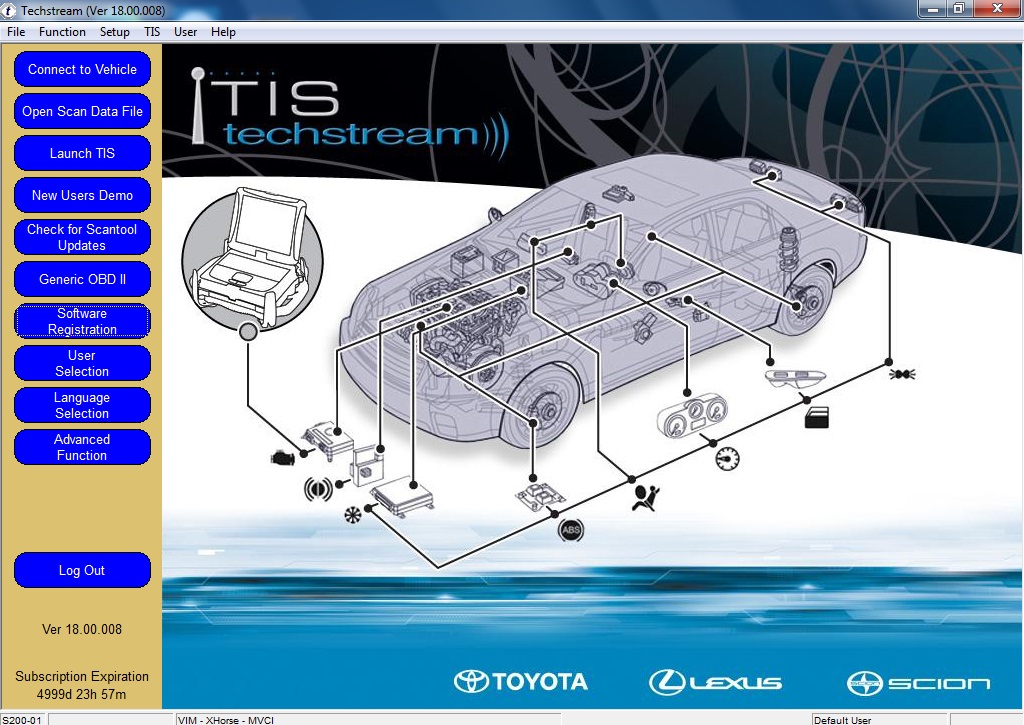 Techstream (Ver 18.00.008)
File Function Setup TIS User Help
Connect to Vehicle
Open Scan Data File
Launch TIS
New Users Demo
Check for Scantool
Updates
Generic OBD II
Software
Registration
User
Selection
Language
Selection
Advanced
Function
Log Out
Ver 18.00.008
Subscription Expiration
4999d 23h 57m
TIS
techstream
ABS
TOYOTA
LEXUS
SCION
S200-01
VIM - XHorse - MVCI
Default User